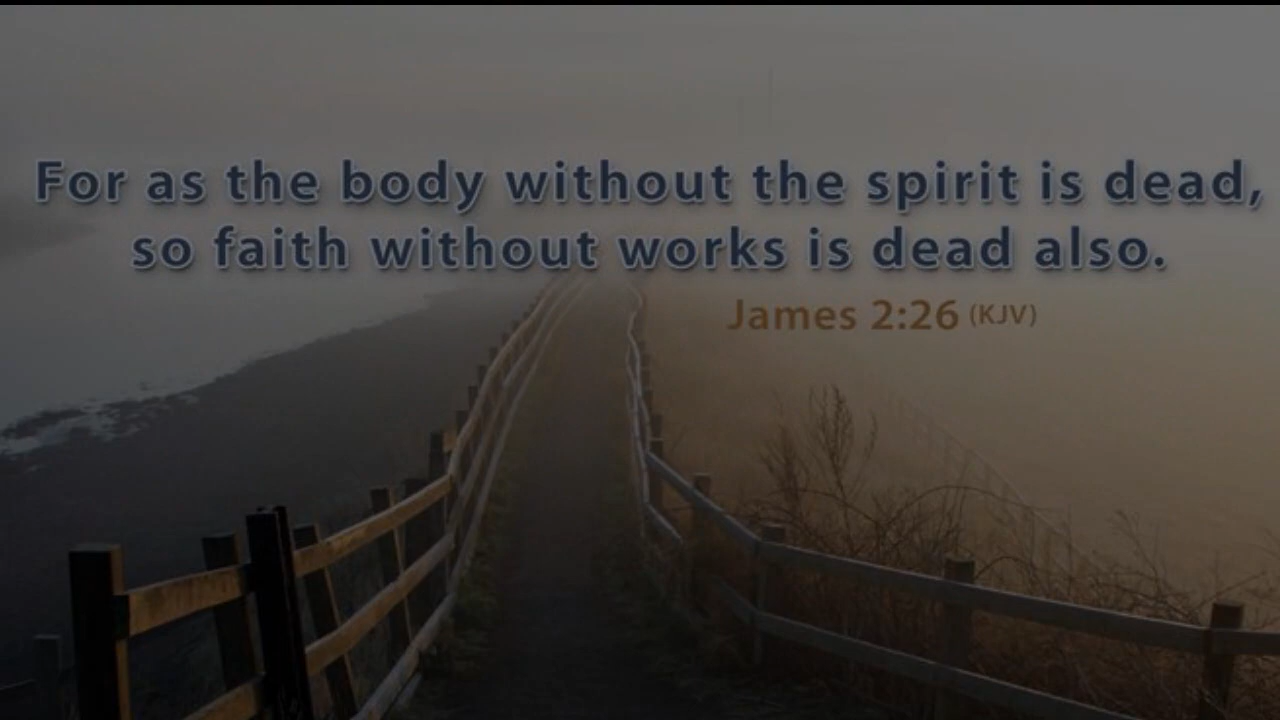 For as the body without the spirit is dead,
so faith without works is dead also.
James 2:26 (KJV)